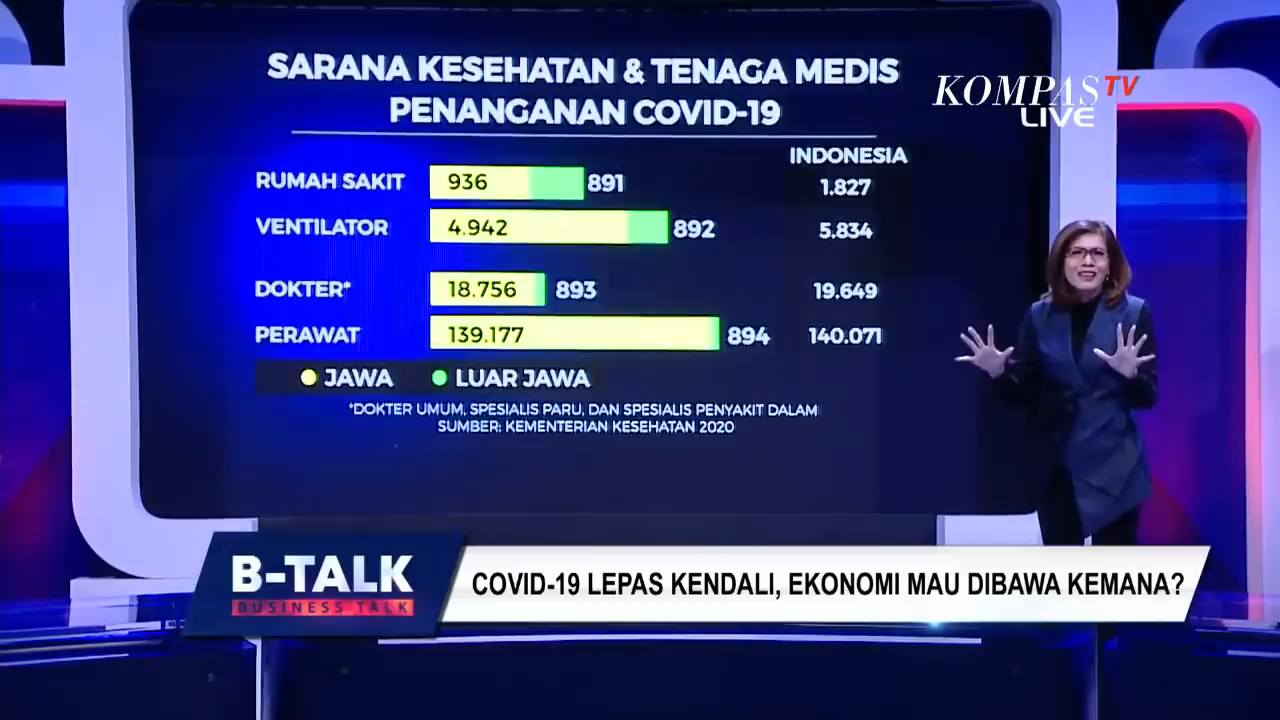 SARANA KESEHATAN & TENAGA MEDIS
PENANGANAN COVID-19
KOMPAS TV
LIVE
INDONESIA
RUMAH SAKIT 936 891 1.827
VENTILATOR 4.942 892 5.834
DOKTER* 18.756 893 19.649
PERAWAT 139.177 894 140.071
JAWA LUAR JAWA
*DOKTER UMUM, SPESIALIS PARU, DAN SPESIALIS PENYAKIT DALAM
SUMBER: KEMENTERIAN KESEHATAN 2020
B-TALK
BUSINESS TALK
COVID-19 LEPAS KENDALI, EKONOMI MAU DIBAWA KEMANA?